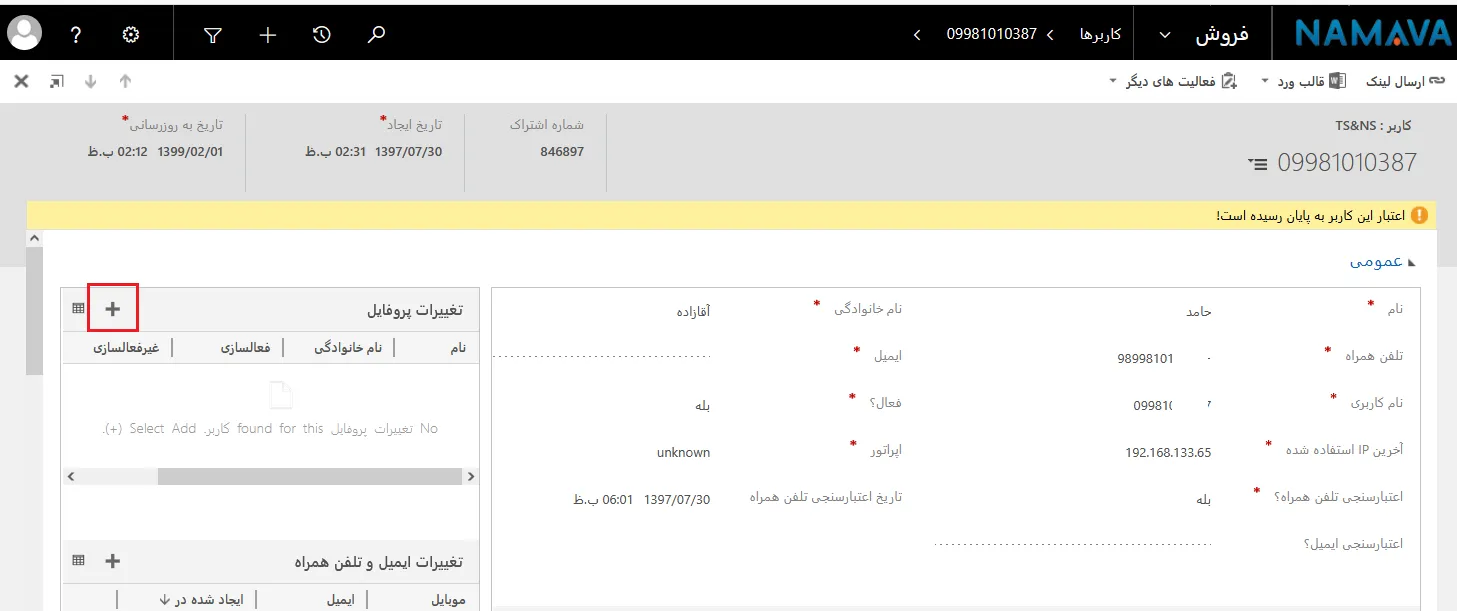 NAMAVA
فروش
کاربرها
09981010387
?
ارسال لینک
قالب ورد
فعالیت های دیگر
کاربر : TS&NS
09981010387
شماره اشتراک
846897
تاریخ ایجاد*
1397/07/30 02:31 ب.ظ
تاریخ به روزرسانی*
1399/02/01 02:12 ب.ظ
اعتبار این کاربر به پایان رسیده است!
عمومی
نام * حامد
نام خانوادگی * آقازاده
تلفن همراه * 98998101
ایمیل *
نام کاربری * 09981
فعال؟ * بله
آخرین IP استفاده شده * 192.168.133.65
اپراتور * unknown
اعتبارسنجی تلفن همراه؟ * بله
تاریخ اعتبارسنجی تلفن همراه 1397/07/30 06:01 ب.ظ
اعتبارسنجی ایمیل؟
تغییرات پروفایل
نام نام خانوادگی فعالسازی غیرفعالسازی
No تغییرات پروفایل found for this کاربر. Select Add (+).
تغییرات ایمیل و تلفن همراه
موبایل ایمیل ایجاد شده در